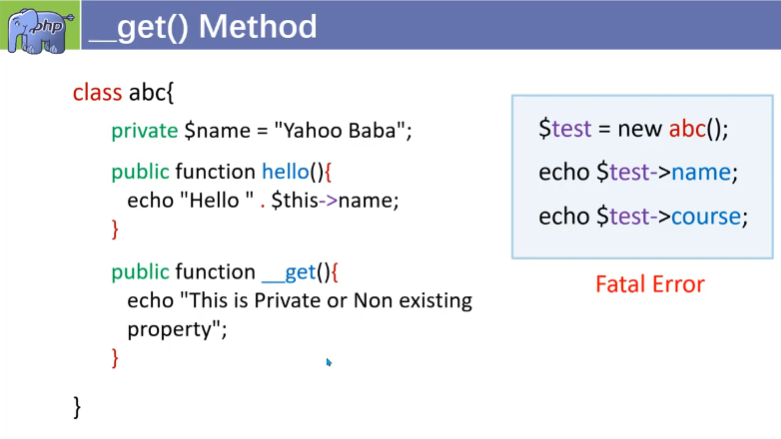 php
__get() Method
class abc{
private $name = "Yahoo Baba";
public function hello(){
echo "Hello " . $this->name;
}
public function __get(){
echo "This is Private or Non existing
property";
}
}
$test = new abc();
echo $test->name;
echo $test->course;
Fatal Error